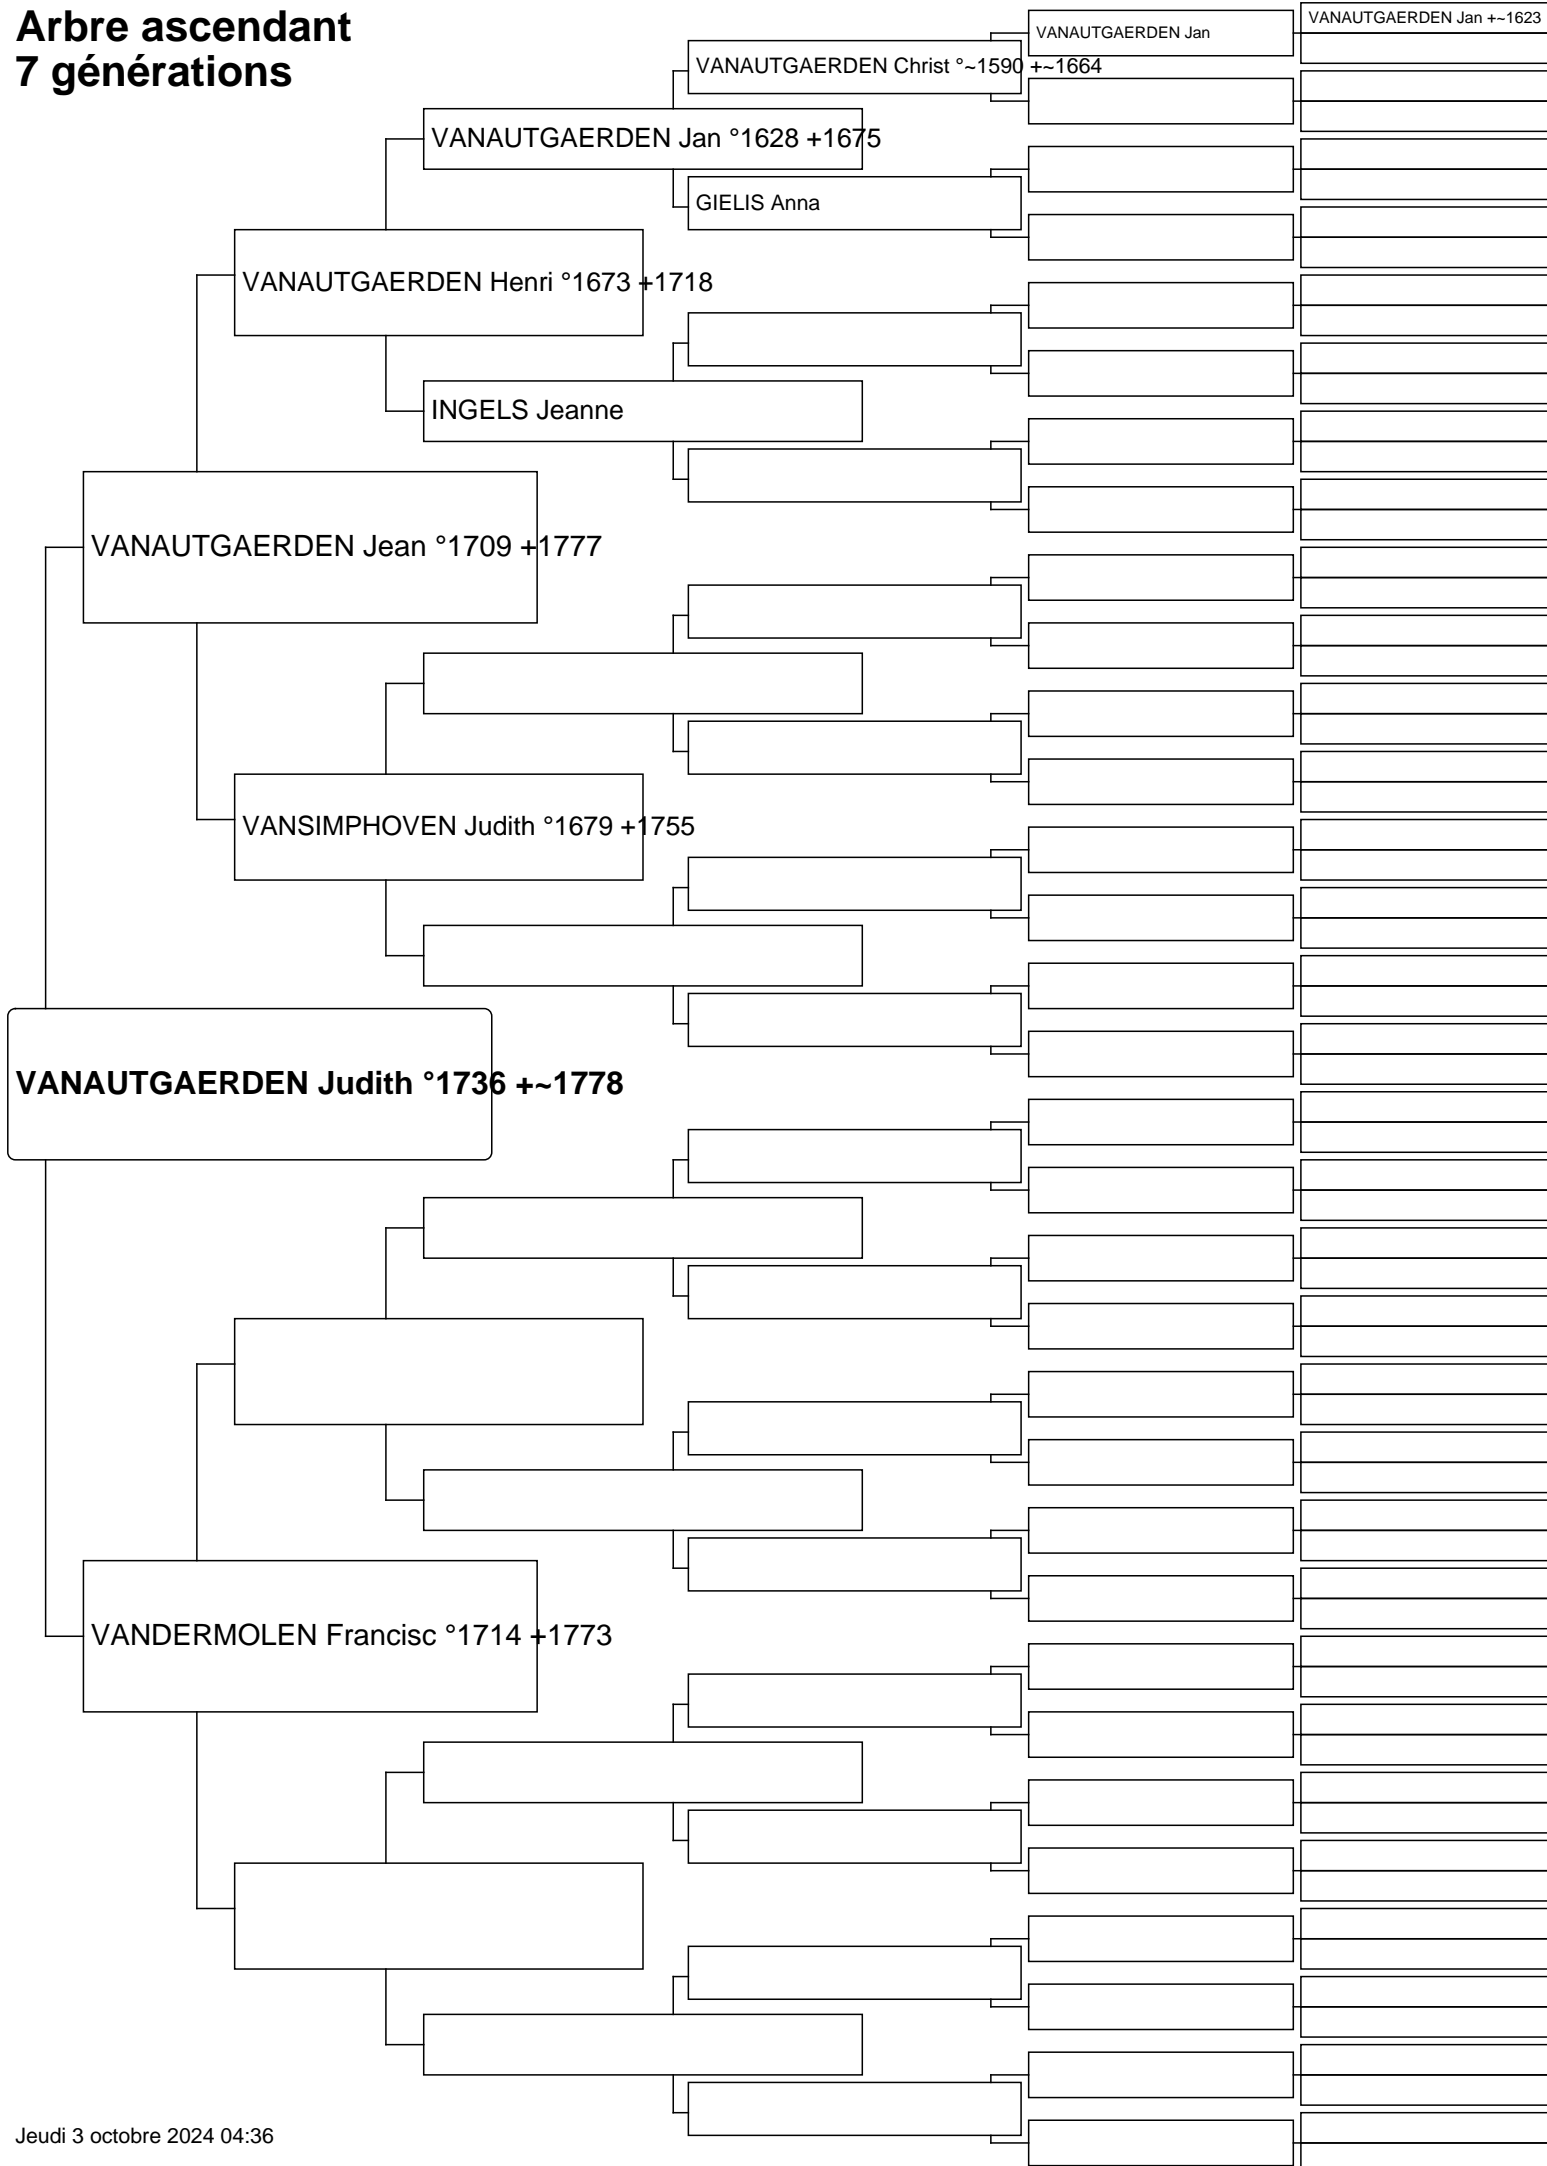 Arbre ascendant
7 générations
VANAUTGAERDEN Jan +~1623
VANAUTGAERDEN Jan
VANAUTGAERDEN Christ °~1590 +~1664
VANAUTGAERDEN Jan °1628 +1675
GIELIS Anna
VANAUTGAERDEN Henri °1673 +1718
INGELS Jeanne
VANAUTGAERDEN Jean °1709 +1777
VANSIMPHOVEN Judith °1679 +1755
VANAUTGAERDEN Judith °1736 +~1778
VANDERMOLEN Francisc °1714 +1773
Jeudi 3 octobre 2024 04:36